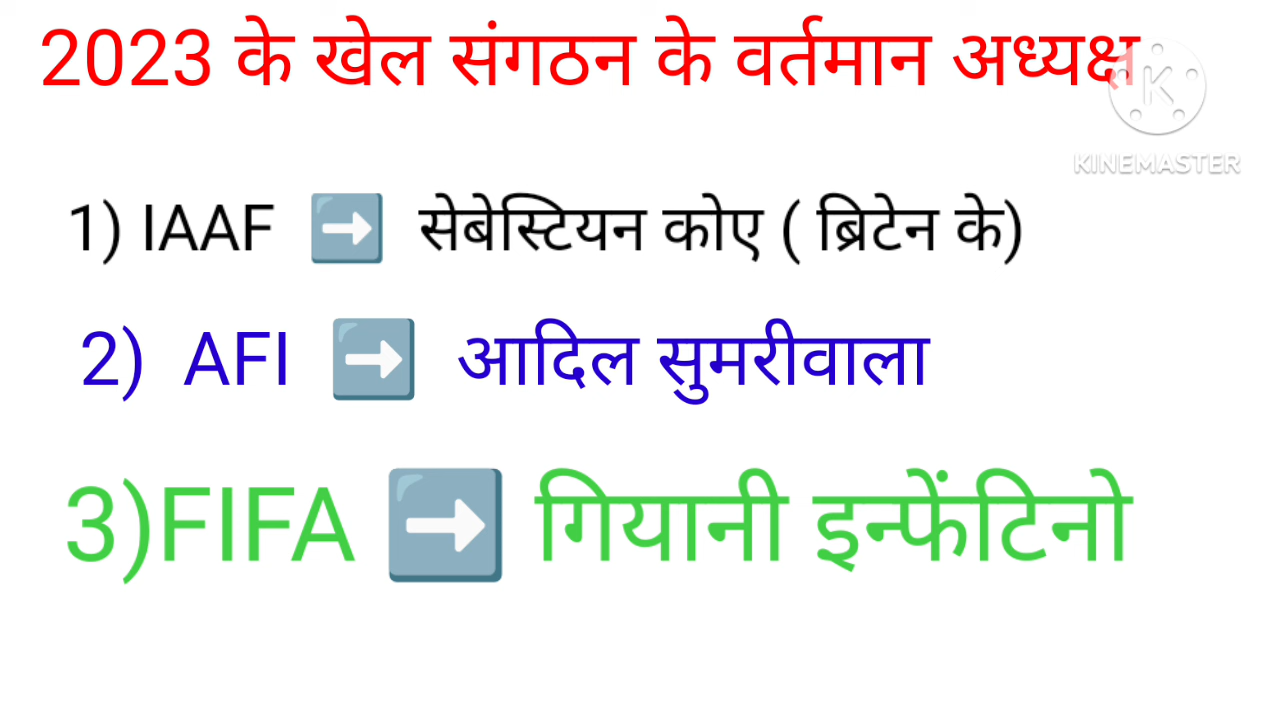 2023 के खेल संगठन के वर्तमान अध्यक्ष
KINEMASTER
1) IAAF ➡️ सेबेस्टियन कोए ( ब्रिटेन के)
2) AFI ➡️ आदिल सुमरीवाला
3)FIFA ➡️ गियानी इन्फेंटिनो